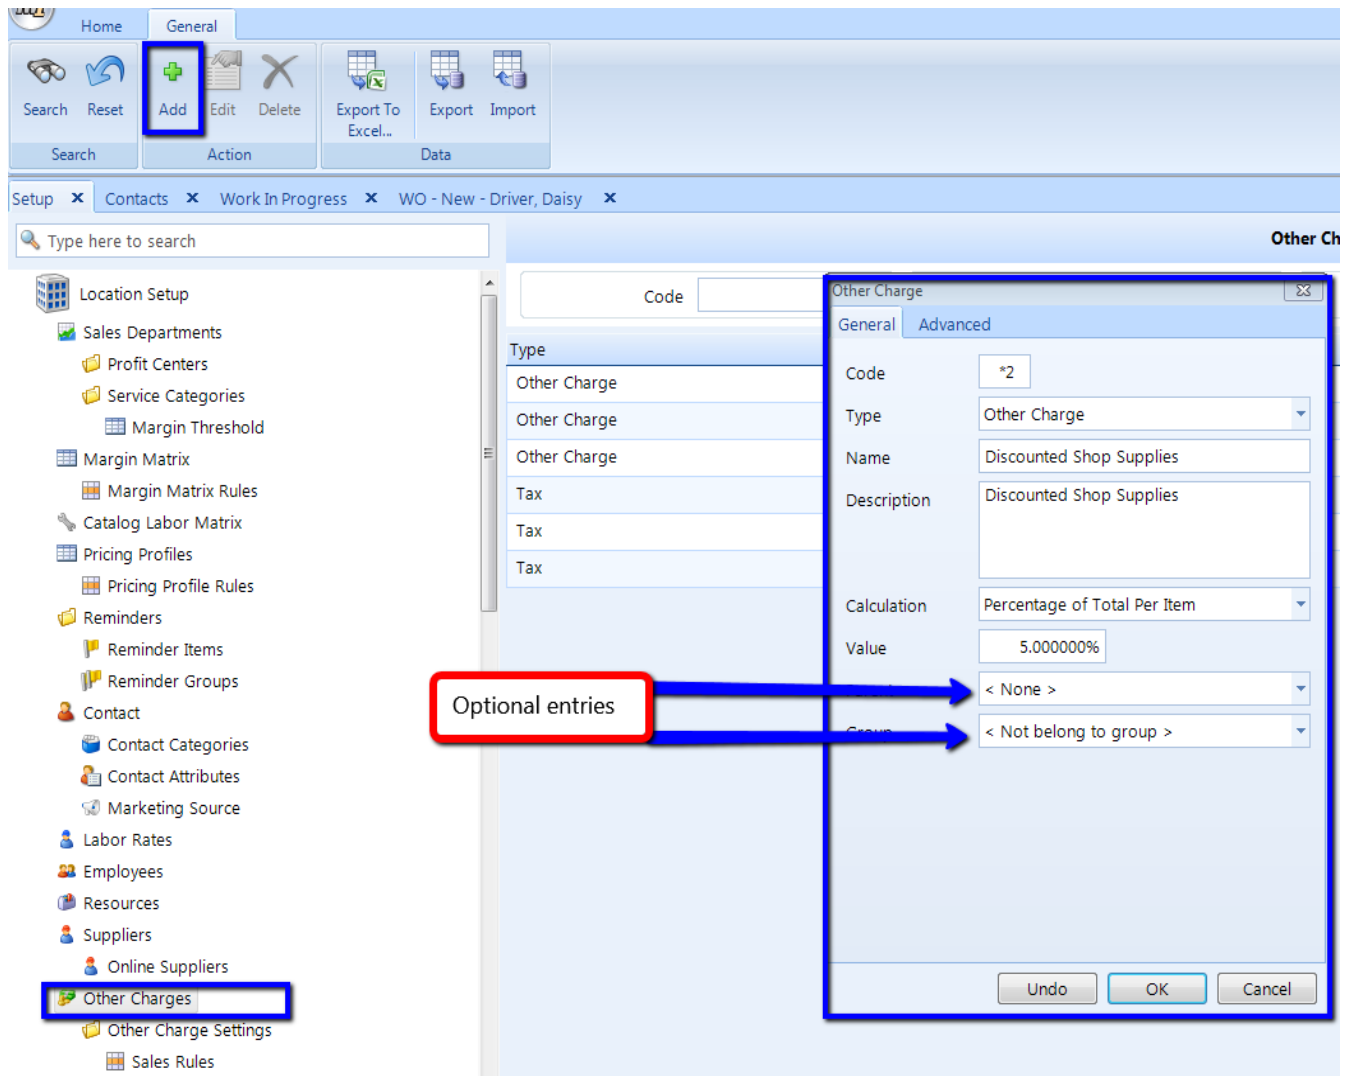 Home General
Search Reset Add Edit Delete Export To Excel... Export Import
Search Action Data
Setup Contacts Work In Progress WO - New - Driver, Daisy
Type here to search
Other Ch
Location Setup
Sales Departments
Profit Centers
Service Categories
Margin Threshold
Margin Matrix
Margin Matrix Rules
Catalog Labor Matrix
Pricing Profiles
Pricing Profile Rules
Reminders
Reminder Items
Reminder Groups
Contact
Contact Categories
Contact Attributes
Marketing Source
Labor Rates
Employees
Resources
Suppliers
Online Suppliers
Other Charges
Other Charge Settings
Sales Rules
Code
Type
Other Charge
Other Charge
Other Charge
Tax
Tax
Tax
Optional entries
Other Charge
General Advanced
Code *2
Type Other Charge
Name Discounted Shop Supplies
Description Discounted Shop Supplies
Calculation Percentage of Total Per Item
Value 5.000000%
< None >
Group < Not belong to group >
Undo OK Cancel